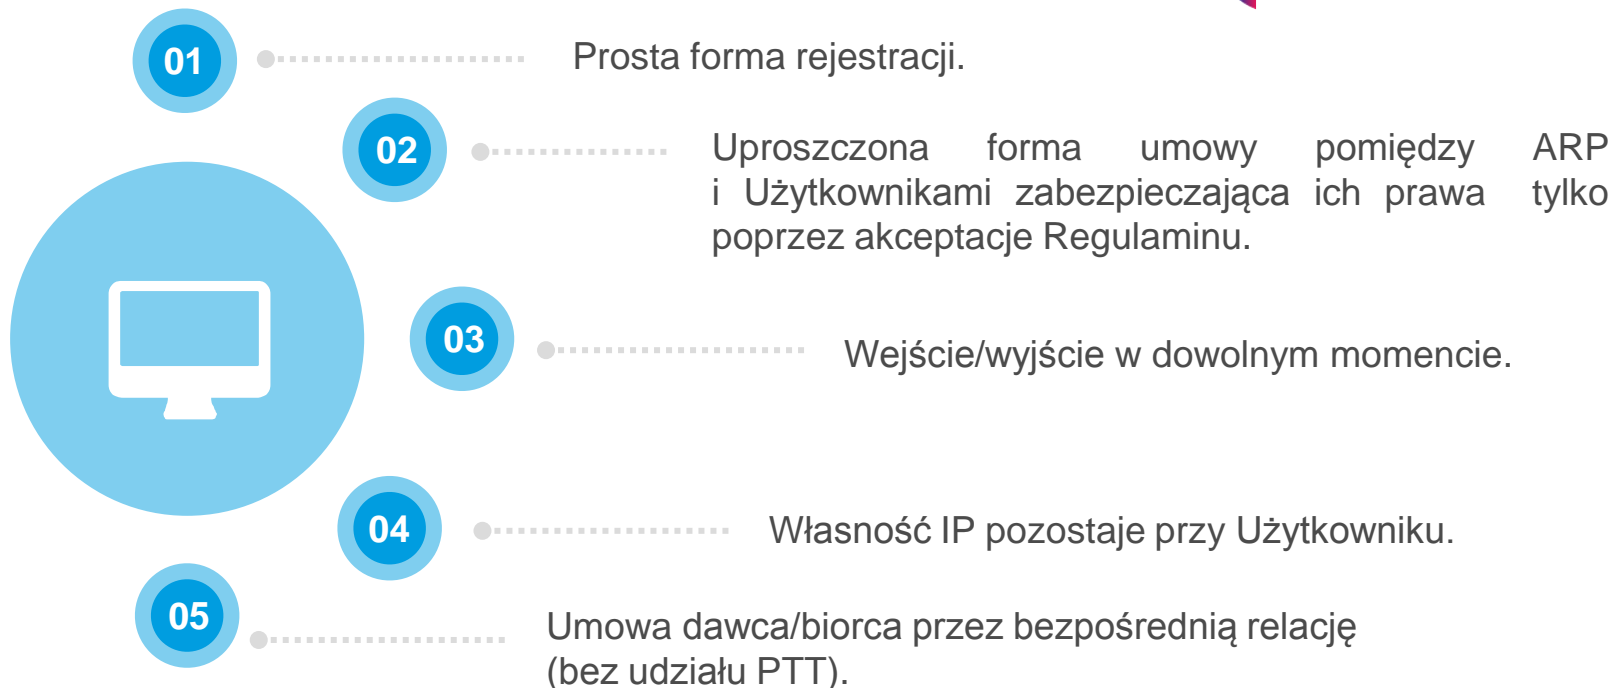 01
Prosta forma rejestracji.
02
Uproszczona forma umowy pomiędzy ARP
i Użytkownikami zabezpieczająca ich prawa tylko
poprzez akceptacje Regulaminu.
03
Wejście/wyjście w dowolnym momencie.
04
Własność IP pozostaje przy Użytkowniku.
05
Umowa dawca/biorca przez bezpośrednią relację
(bez udziału PTT).